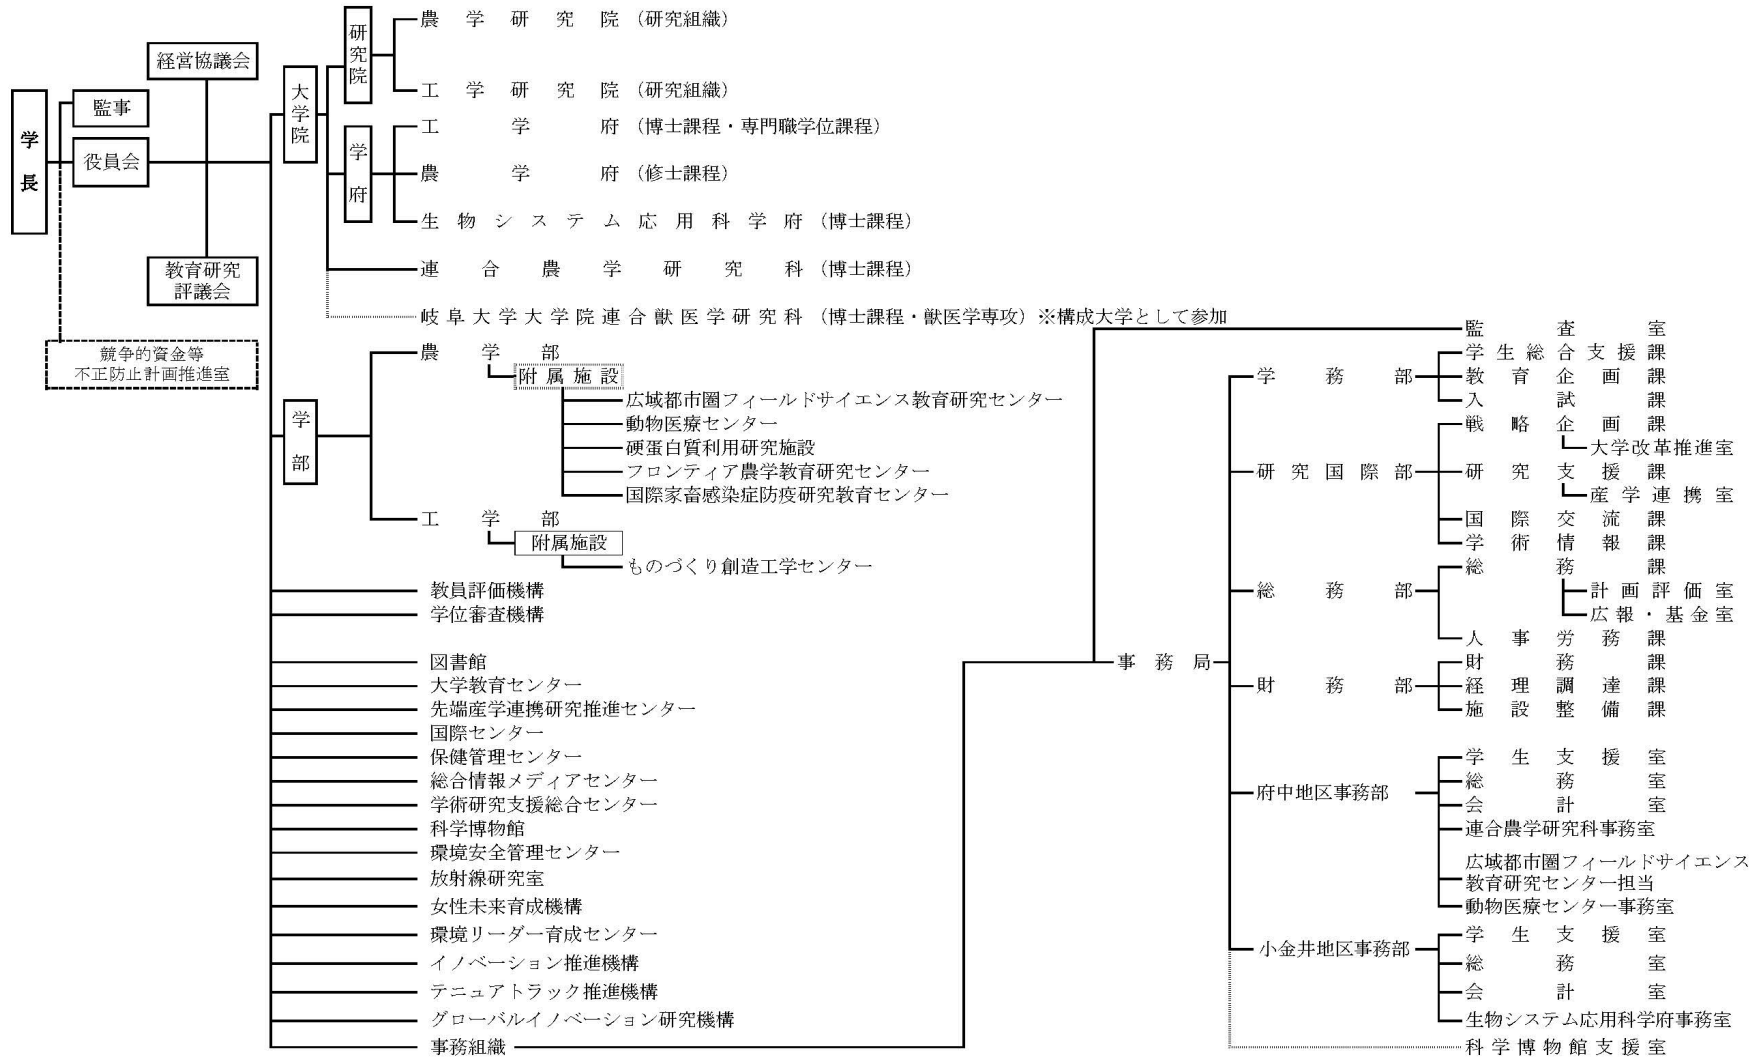 学長
監事
役員会
経営協議会
教育研究
評議会
競争的資金等
不正防止計画推進室
大学院
研究院
農学研究院（研究組織）
工学研究院（研究組織）
学府
工学府（博士課程・専門職学位課程）
農学府（修士課程）
生物システム応用科学府（博士課程）
連合農学研究科（博士課程）
岐阜大学大学院連合獣医学研究科（博士課程・獣医学専攻）※構成大学として参加
学部
農学部
附属施設
広域都市圏フィールドサイエンス教育研究センター
動物医療センター
硬蛋白質利用研究施設
フロンティア農学教育研究センター
国際家畜感染症防疫研究教育センター
工学部
附属施設
ものづくり創造工学センター
教員評価機構
学位審査機構
図書館
大学教育センター
先端産学連携研究推進センター
国際センター
保健管理センター
総合情報メディアセンター
学術研究支援総合センター
科学博物館
環境安全管理センター
放射線研究室
女性未来育成機構
環境リーダー育成センター
イノベーション推進機構
テニュアトラック推進機構
グローバルイノベーション研究機構
事務組織
事務局
監査室
学務部
学生総合支援課
教育企画課
入試課
研究国際部
戦略企画課
大学改革推進室
研究支援課
産学連携室
国際交流課
学術情報課
総務部
総務課
計画評価室
広報・基金室
人事労務課
財務部
財務課
経理調達課
施設整備課
府中地区事務部
学生支援室
総務室
会計室
連合農学研究科事務室
広域都市圏フィールドサイエンス
教育研究センター担当
動物医療センター事務室
小金井地区事務部
学生支援室
総務室
会計室
生物システム応用科学府事務室
科学博物館支援室